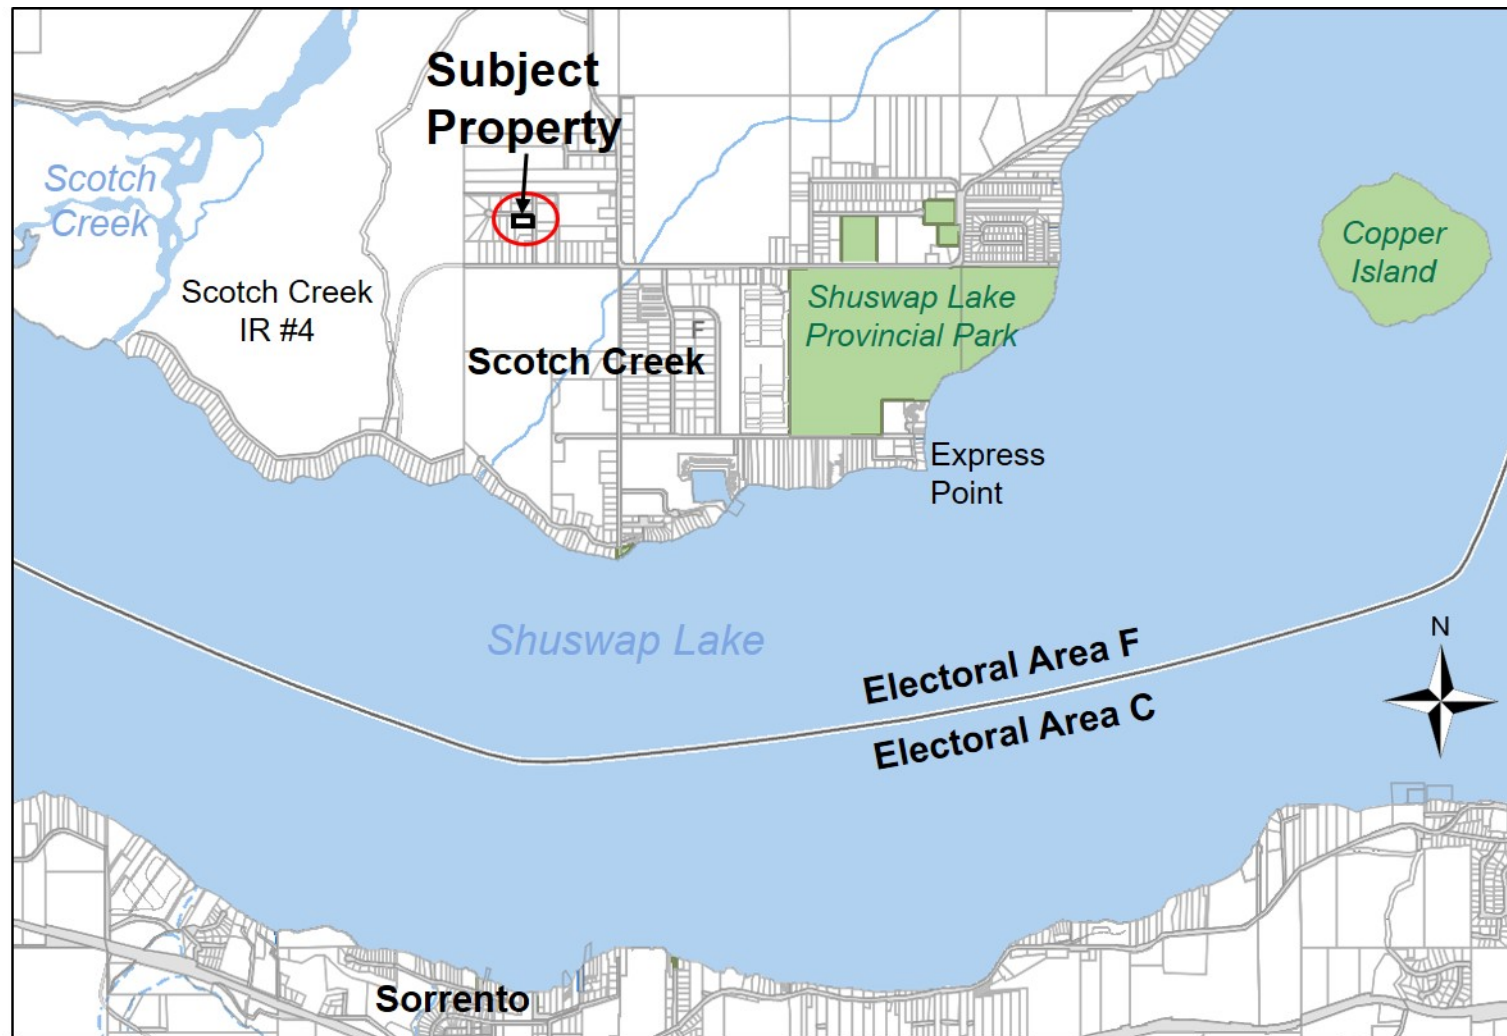 Subject
Property
Scotch
Creek
Copper
Island
Scotch Creek
IR #4
Shuswap Lake
Provincial Park
F
Scotch Creek
Express
Point
Shuswap Lake
N
Electoral Area F
Electoral Area C
Sorrento